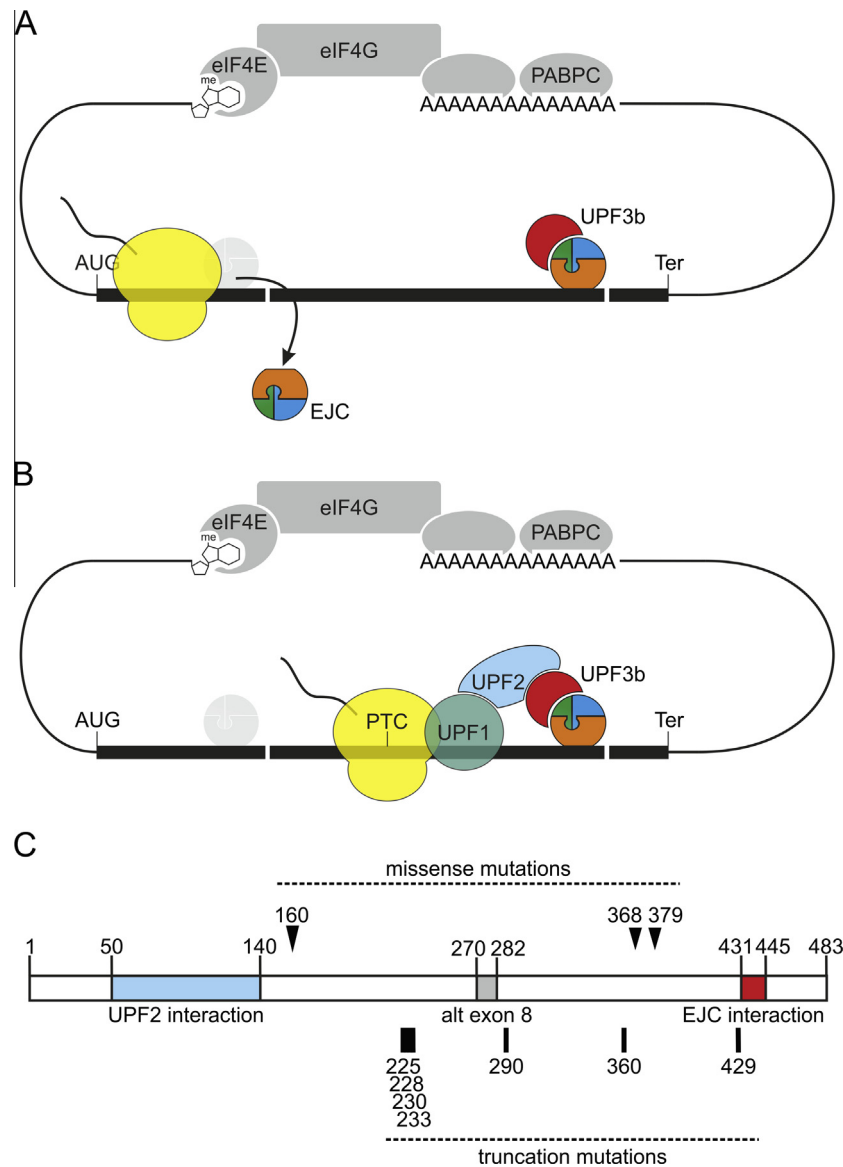 A
eIF4E
eIF4G
me
PABPC
AAAAAAAAAAAAAA
UPF3b
AUG
Ter
EJC
B
eIF4E
eIF4G
me
PABPC
AAAAAAAAAAAAAA
UPF2
UPF3b
AUG
PTC
UPF1
Ter
C
missense mutations
160
368
379
1
50
140
270
282
431
445
483
UPF2 interaction
alt exon 8
EJC interaction
225
290
360
429
228
230
233
truncation mutations